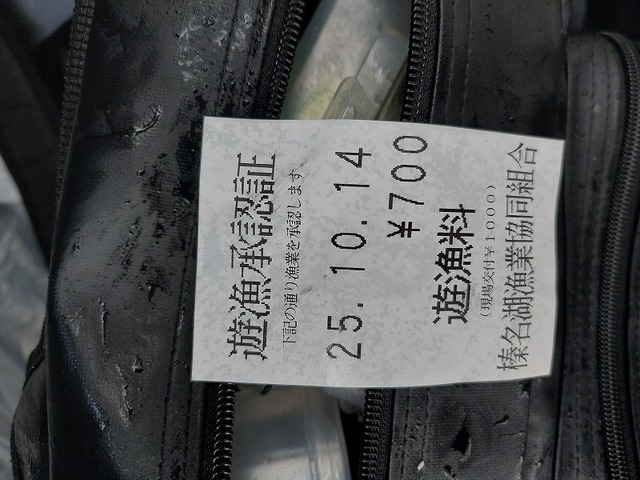 遊漁承認証
下記の通り漁業を承認します。
25.10.14
¥700
遊漁料
(現場交付¥1000)
榛名湖漁業協同組合